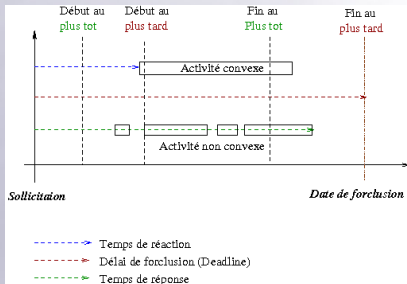 Début au
plus tot
Début au
plus tard
Fin au
Plus tot
Fin au
plus tard
Activité convexe
Activité non convexe
Sollicitaion
Date de forclusion
Temps de réaction
Délai de forclusion (Deadline)
Temps de réponse